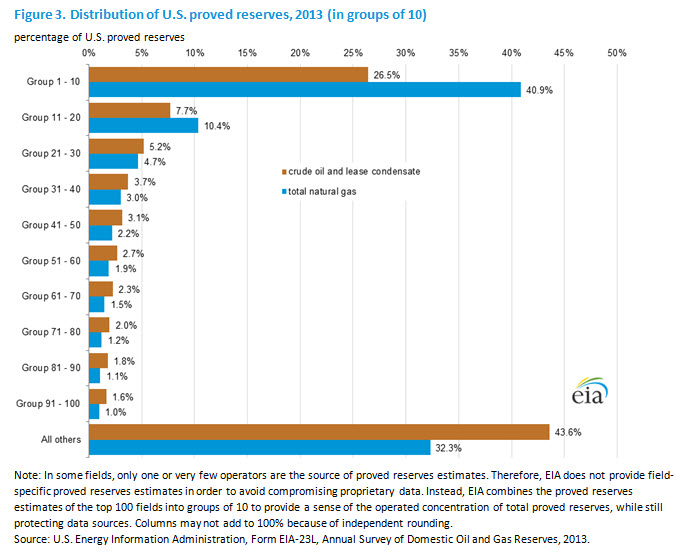 Figure 3. Distribution of U.S. proved reserves, 2013 (in groups of 10)
percentage of U.S. proved reserves
0% 5% 10% 15% 20% 25% 30% 35% 40% 45% 50%
Group 1 - 10
26.5%
40.9%
Group 11 - 20
7.7%
10.4%
Group 21 - 30
5.2%
4.7%
crude oil and lease condensate
total natural gas
Group 31 - 40
3.7%
3.0%
Group 41 - 50
3.1%
2.2%
Group 51 - 60
2.7%
1.9%
Group 61 - 70
2.3%
1.5%
Group 71 - 80
2.0%
1.2%
Group 81 - 90
1.8%
1.1%
Group 91 - 100
1.6%
1.0%
eia
All others
43.6%
32.3%
Note: In some fields, only one or very few operators are the source of proved reserves estimates. Therefore, EIA does not provide field-
specific proved reserves estimates in order to avoid compromising proprietary data. Instead, EIA combines the proved reserves
estimates of the top 100 fields into groups of 10 to provide a sense of the operated concentration of total proved reserves, while still
protecting data sources. Columns may not add to 100% because of independent rounding.
Source: U.S. Energy Information Administration, Form EIA-23L, Annual Survey of Domestic Oil and Gas Reserves, 2013.